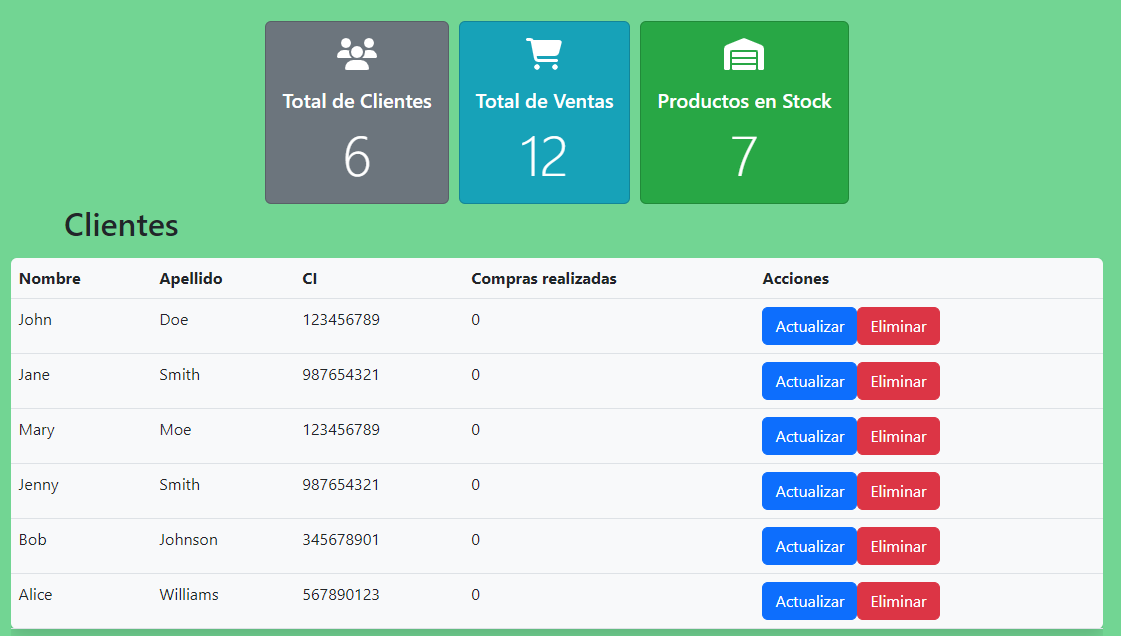 Total de Clientes Total de Ventas Productos en Stock
6 12 7
Clientes
Nombre Apellido CI Compras realizadas Acciones
John Doe 123456789 0 Actualizar Eliminar
Jane Smith 987654321 0 Actualizar Eliminar
Mary Moe 123456789 0 Actualizar Eliminar
Jenny Smith 987654321 0 Actualizar Eliminar
Bob Johnson 345678901 0 Actualizar Eliminar
Alice Williams 567890123 0 Actualizar Eliminar